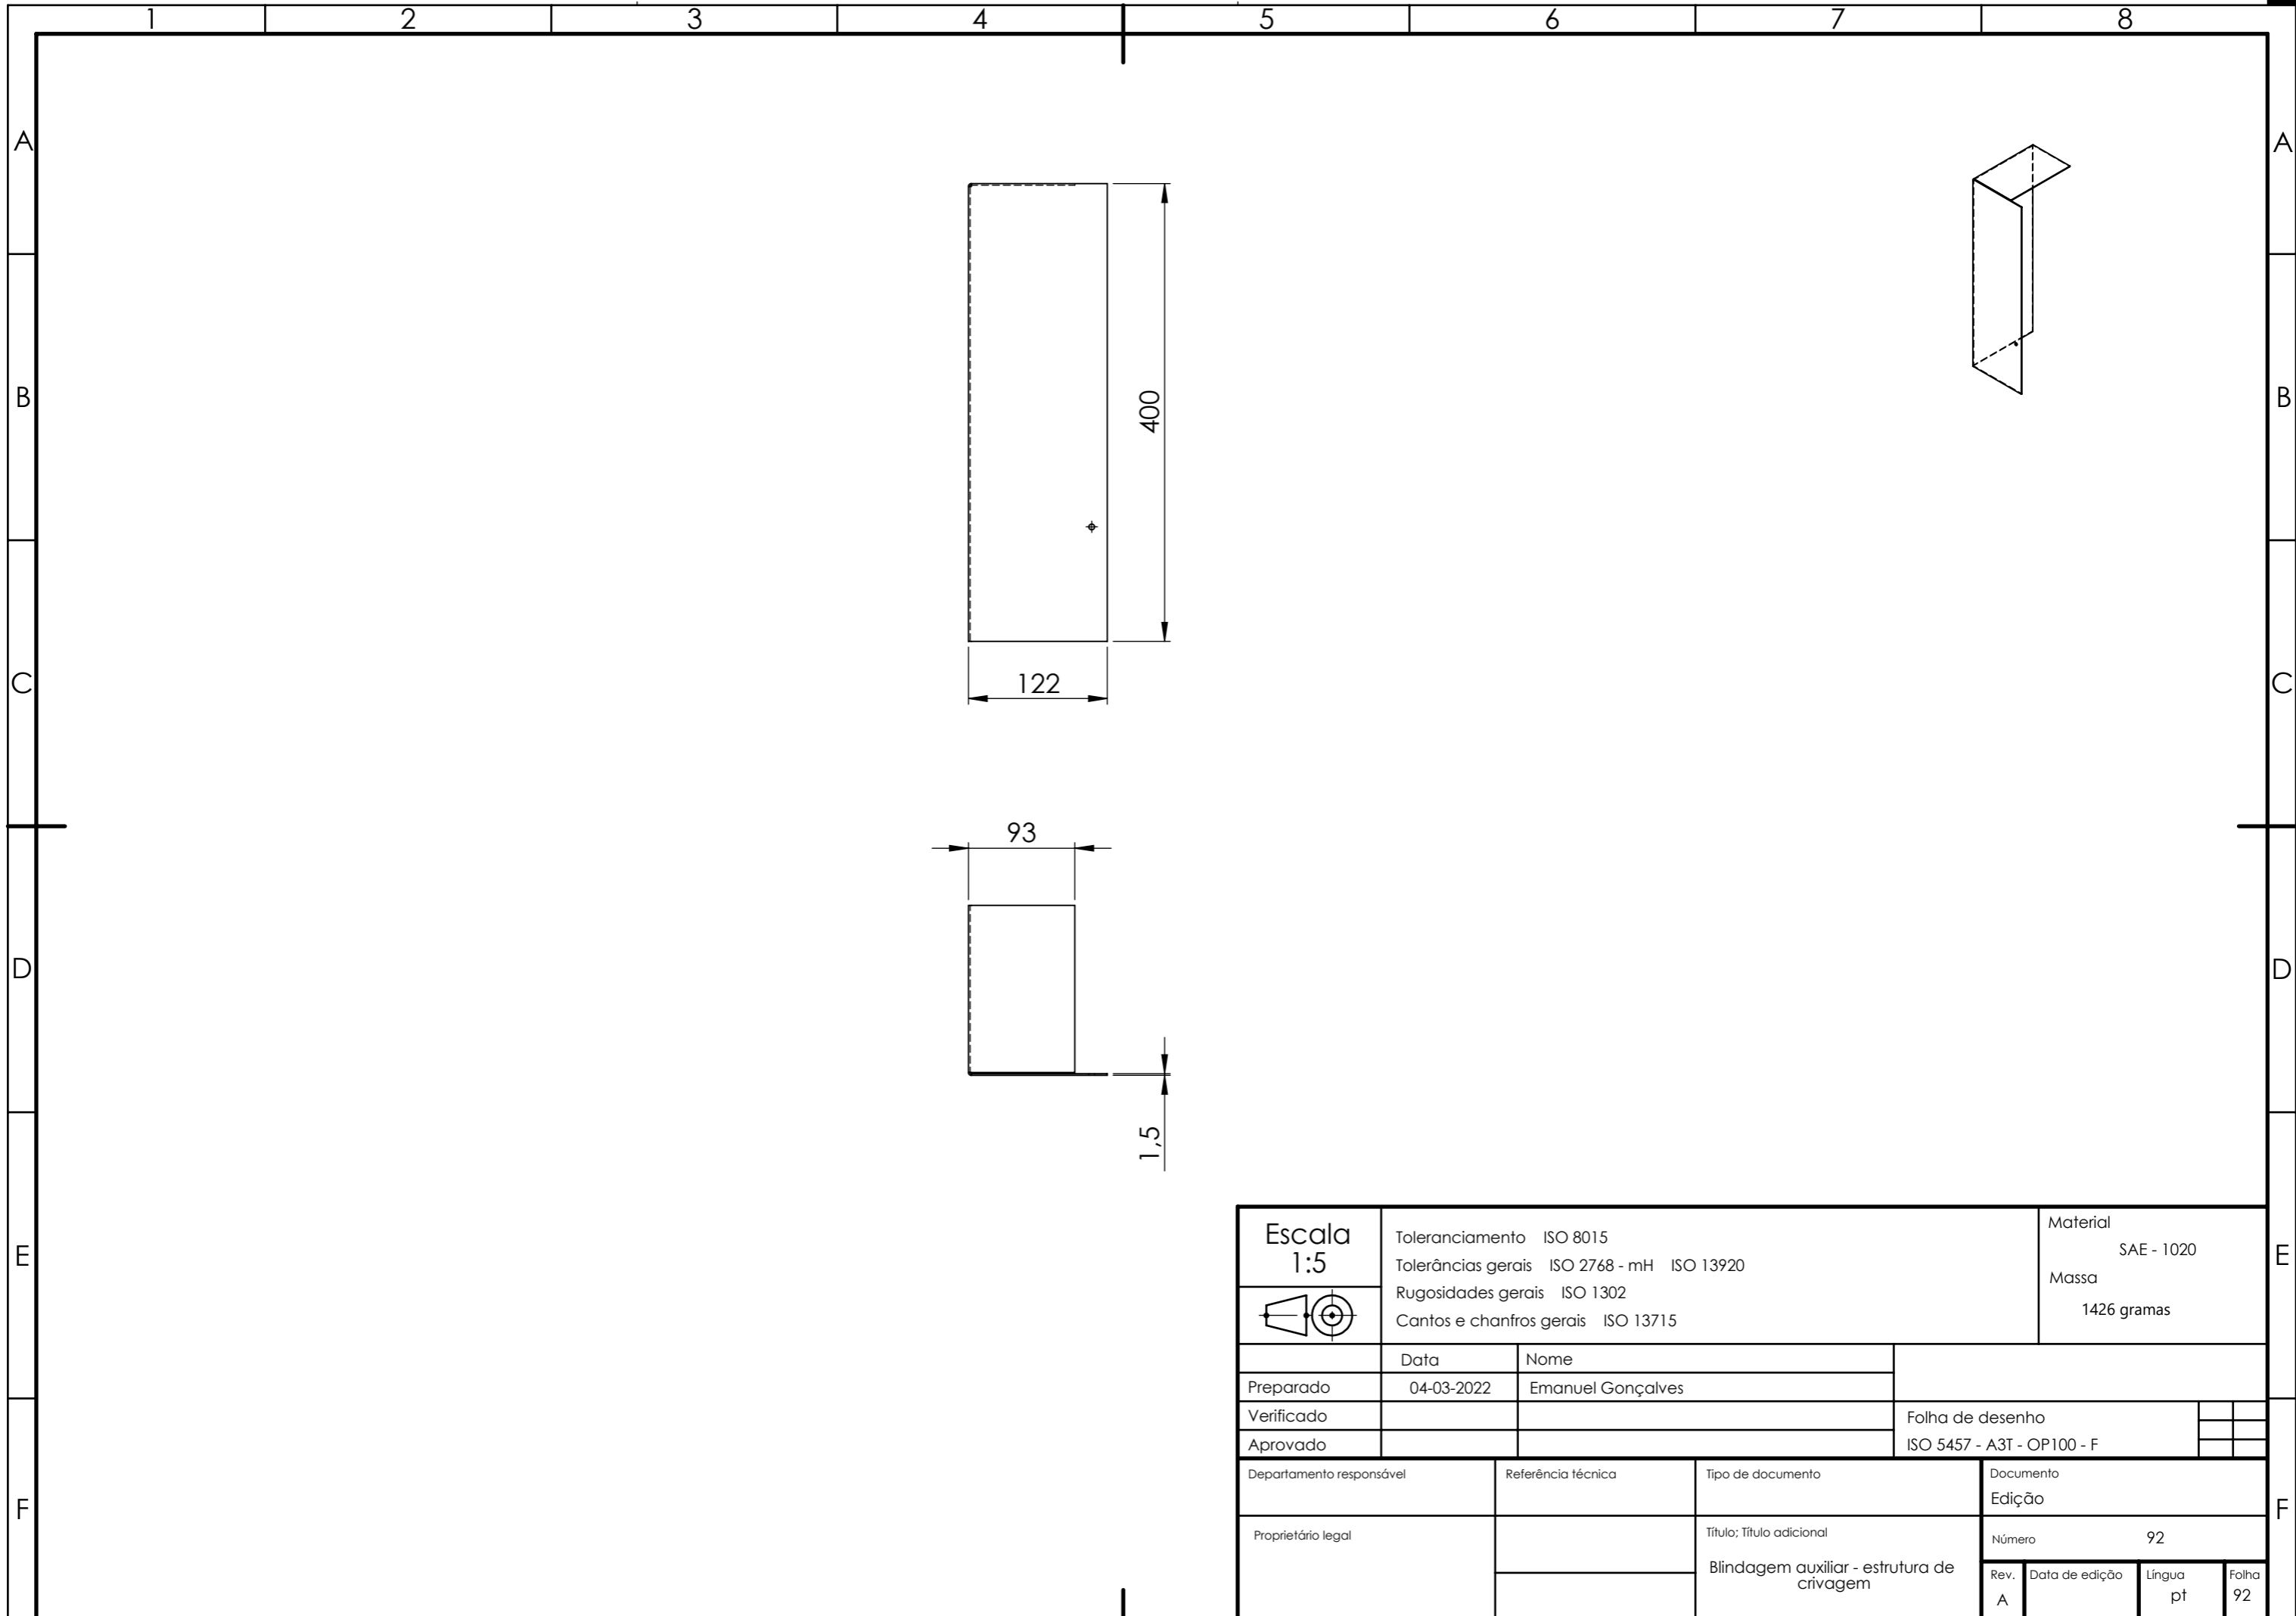 1 2 3 4 5 6 7 8
A A
B B
C C
D D
E E
F F
400
122
93
1,5
Escala
1:5
Toleranciamento ISO 8015
Tolerâncias gerais ISO 2768 - mH ISO 13920
Rugosidades gerais ISO 1302
Cantos e chanfros gerais ISO 13715
Material
SAE - 1020
Massa
1426 gramas
Data Nome
Preparado 04-03-2022 Emanuel Gonçalves
Verificado
Aprovado
Folha de desenho
ISO 5457 - A3T - OP100 - F
Departamento responsável Referência técnica Tipo de documento Documento
Edição
Proprietário legal
Título; Título adicional
Blindagem auxiliar - estrutura de
crivagem
Número 92
Rev. Data de edição Língua Folha
A pt 92